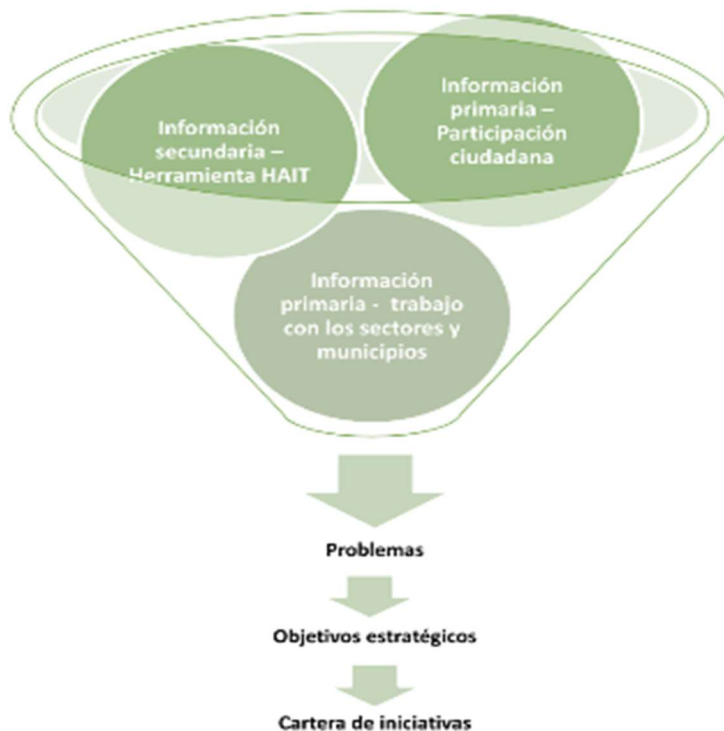 Información
secundaria –
Herramienta HAIT
Información
primaria –
Participación
ciudadana
Información
primaria -  trabajo
con los sectores y
municipios
Problemas
Objetivos estratégicos
Cartera de iniciativas